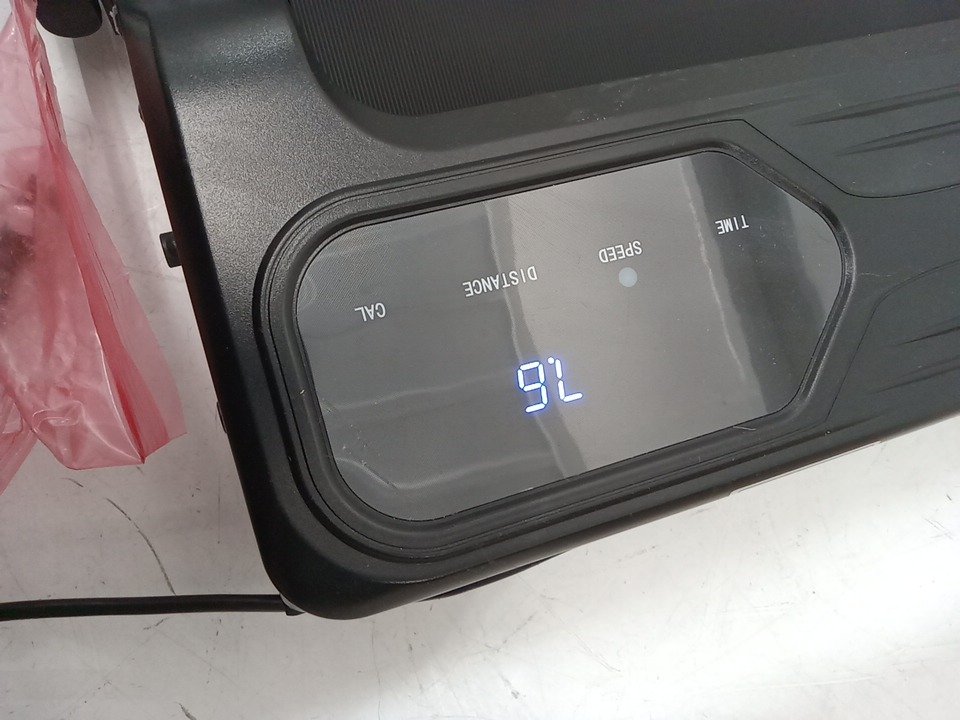 TIME SPEED DISTANCE CAL
7.6